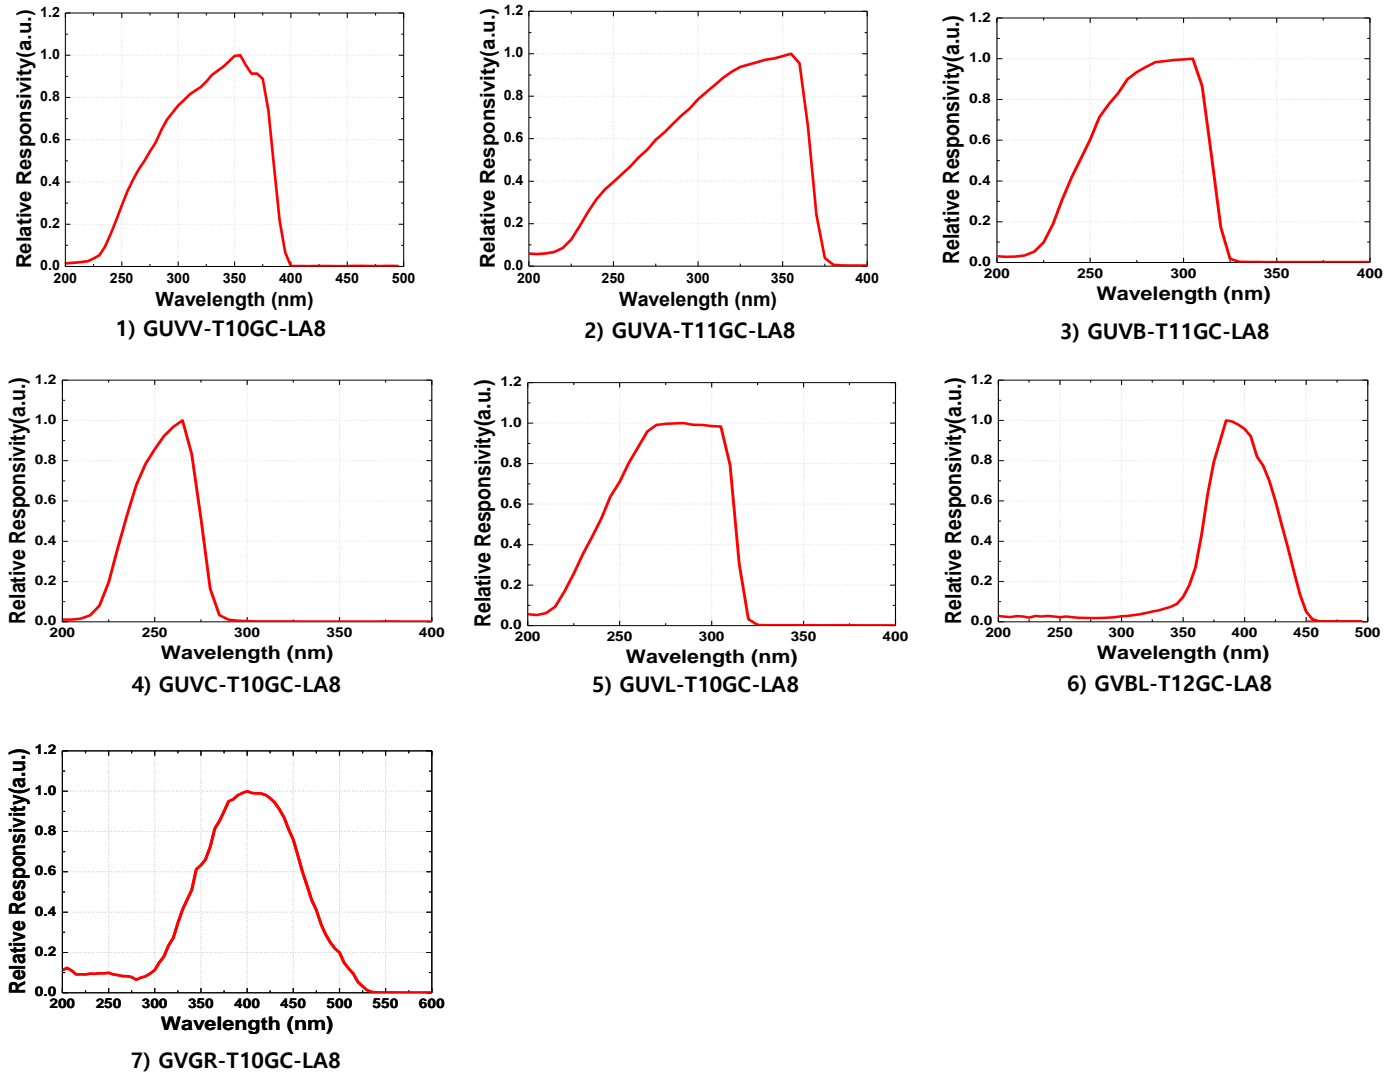 Relative Responsivity(a.u.)
1.2
1.0
0.8
0.6
0.4
0.2
0.0
200 250 300 350 400 450 500
Wavelength (nm)
1) GUVV-T10GC-LA8
Relative Responsivity(a.u.)
1.2
1.0
0.8
0.6
0.4
0.2
0.0
200 250 300 350 400
Wavelength (nm)
2) GUVA-T11GC-LA8
Relative Responsivity(a.u.)
1.2
1.0
0.8
0.6
0.4
0.2
0.0
200 250 300 350 400
Wavelength (nm)
3) GUVB-T11GC-LA8
Relative Responsivity(a.u.)
1.2
1.0
0.8
0.6
0.4
0.2
0.0
200 250 300 350 400
Wavelength (nm)
4) GUVC-T10GC-LA8
Relative Responsivity(a.u.)
1.2
1.0
0.8
0.6
0.4
0.2
0.0
200 250 300 350 400
Wavelength (nm)
5) GUVL-T10GC-LA8
Relative Responsivity(a.u.)
1.2
1.0
0.8
0.6
0.4
0.2
0.0
200 250 300 350 400 450 500
Wavelength (nm)
6) GVBL-T12GC-LA8
Relative Responsivity(a.u.)
1.2
1.0
0.8
0.6
0.4
0.2
0.0
200 250 300 350 400 450 500 550 600
Wavelength (nm)
7) GVGR-T10GC-LA8